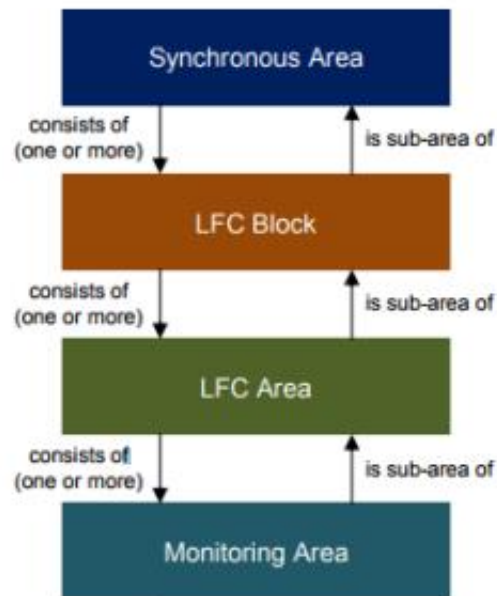 Synchronous Area
consists of
(one or more)
is sub-area of
LFC Block
consists of
(one or more)
is sub-area of
LFC Area
consists of
(one or more)
is sub-area of
Monitoring Area